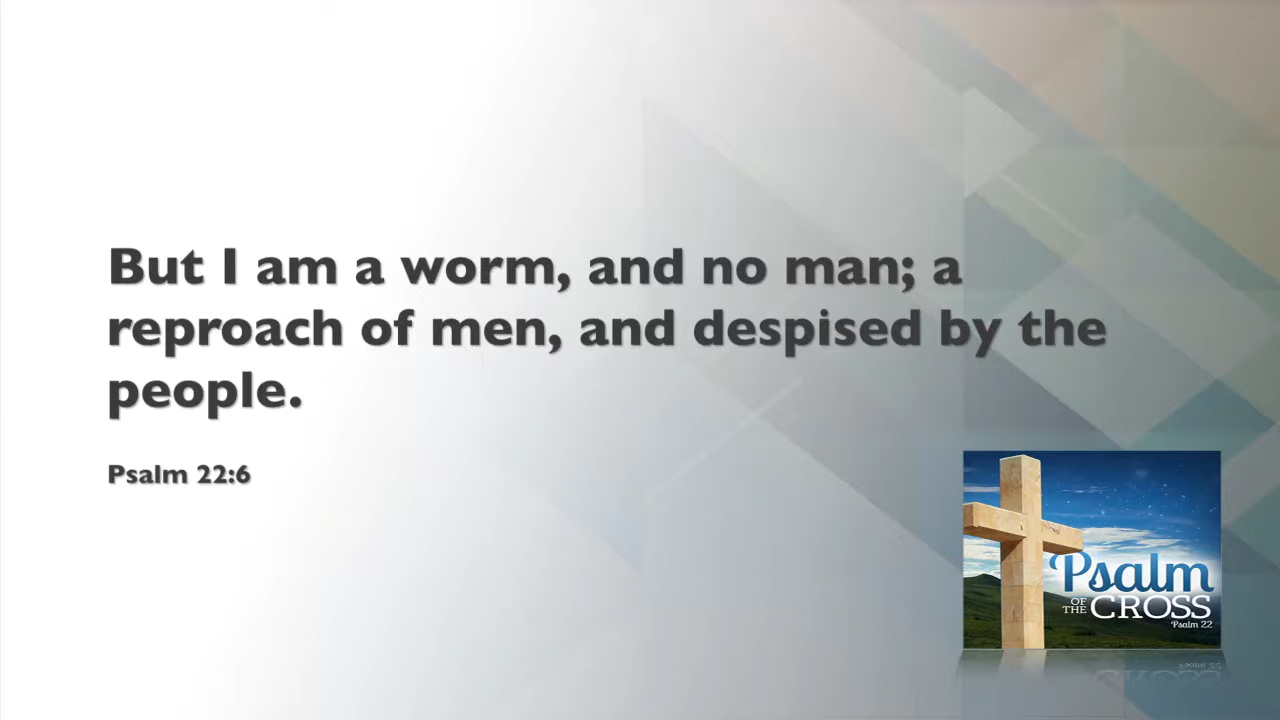 But I am a worm, and no man; a
reproach of men, and despised by the
people.
Psalm 22:6
Psalm
OF THE CROSS
Psalm 22